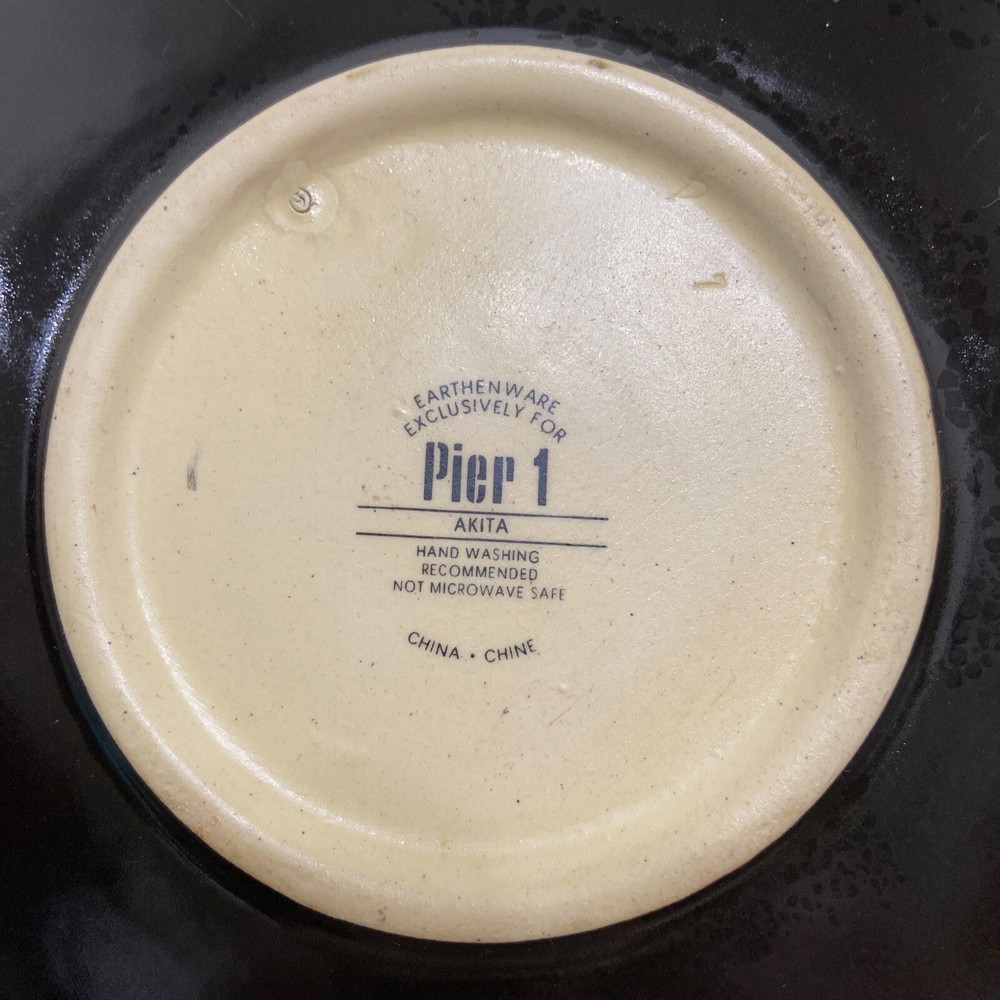 EARTHENWARE
EXCLUSIVELY FOR
Pier 1
AKITA
HAND WASHING
RECOMMENDED
NOT MICROWAVE SAFE
CHINA • CHINE